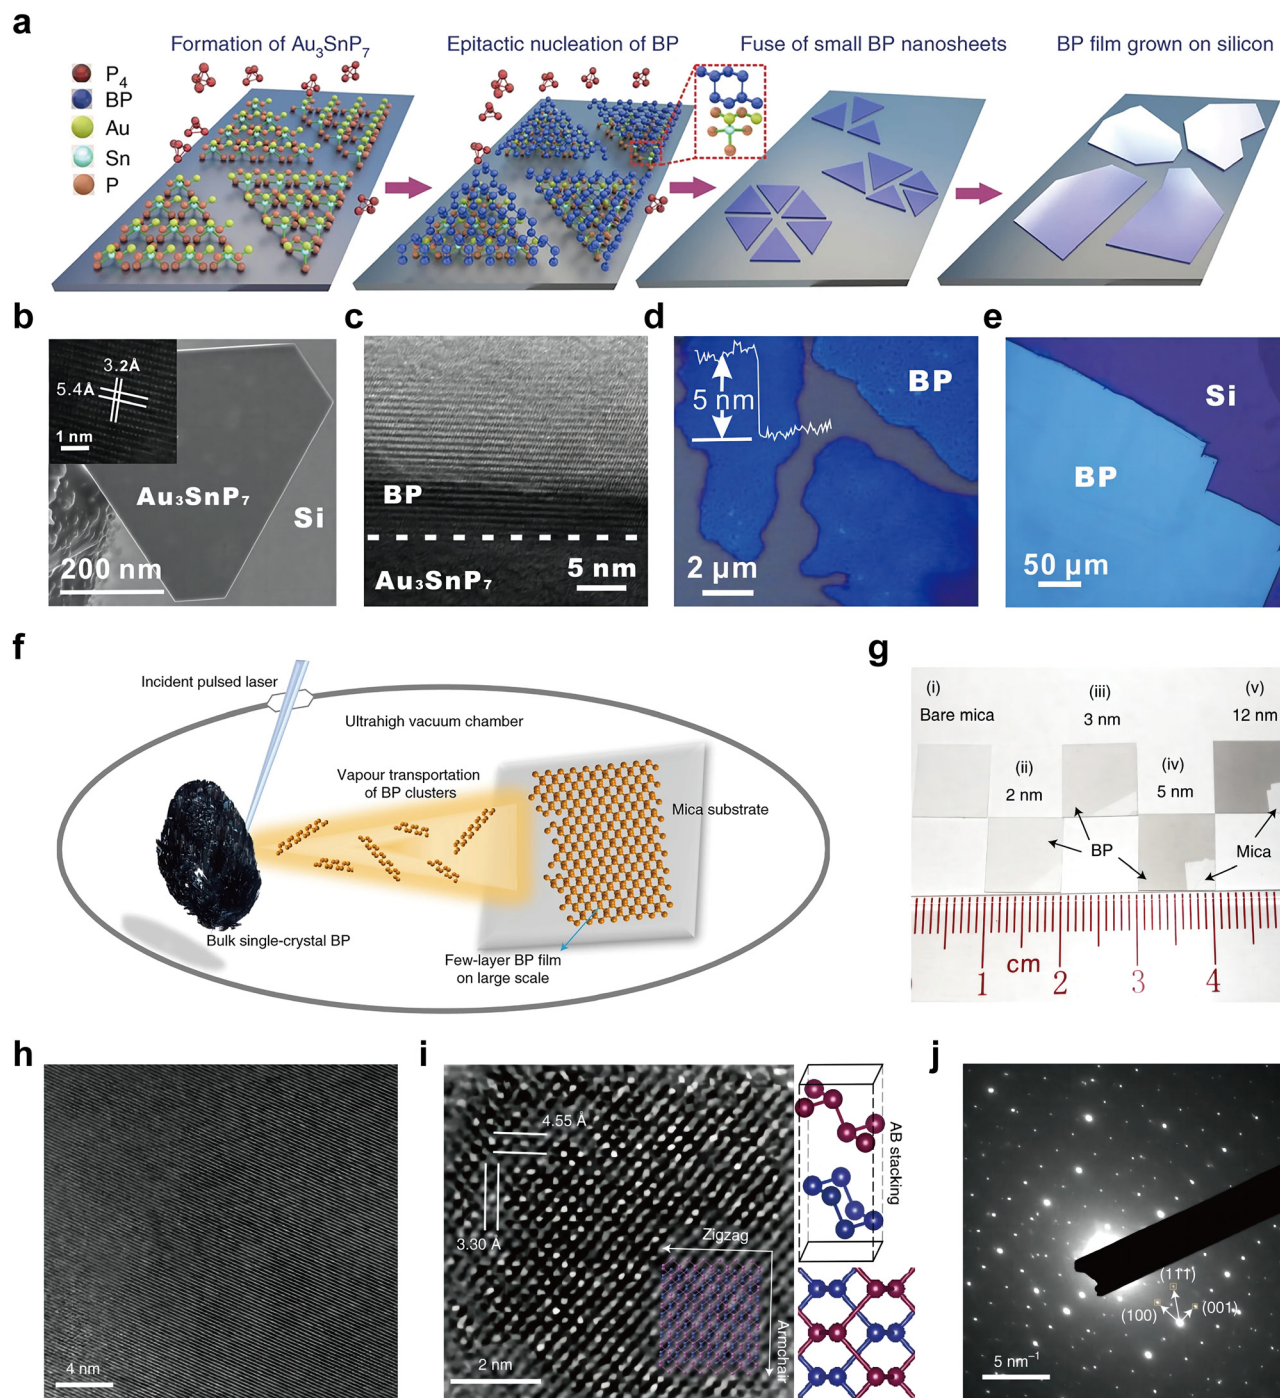 a
Formation of Au₃SnP₇
Epitactic nucleation of BP
Fuse of small BP nanosheets
BP film grown on silicon
P₄
BP
Au
Sn
P
b
3.2Å
5.4Å
1 nm
Au₃SnP₇
Si
200 nm
c
BP
Au₃SnP₇
5 nm
d
BP
5 nm
2 µm
e
Si
BP
50 µm
f
Incident pulsed laser
Ultrahigh vacuum chamber
Vapour transportation
of BP clusters
Mica substrate
Bulk single-crystal BP
Few-layer BP film
on large scale
g
(i)
Bare mica
(ii)
2 nm
(iii)
3 nm
(iv)
5 nm
(v)
12 nm
BP
Mica
cm
1 2 3 4
h
4 nm
i
4.55 Å
3.30 Å
Zigzag
Armchair
2 nm
AB stacking
j
(111)
(100)
(001)
5 nm⁻¹